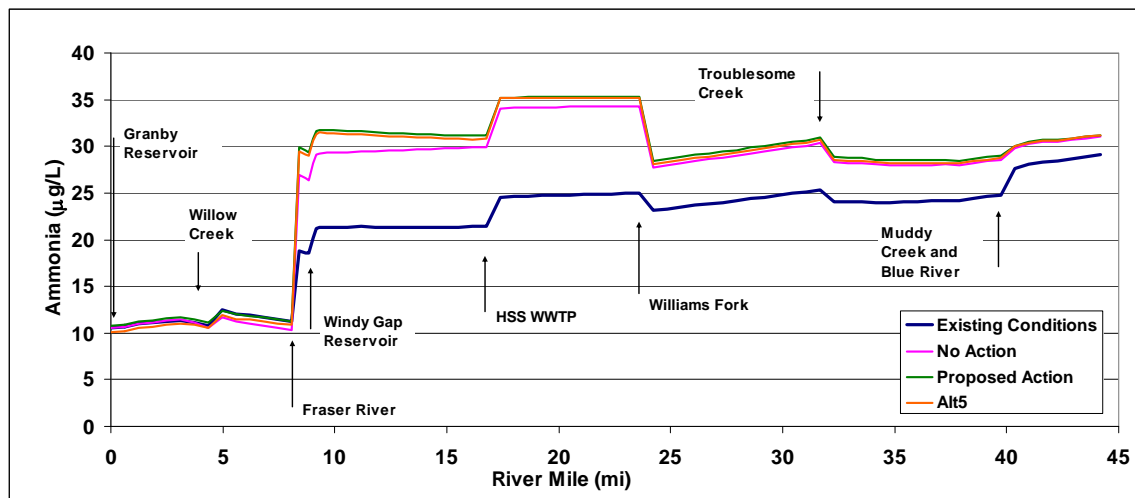 Ammonia (µg/L)
40
35
30
25
20
15
10
5
0
Granby
Reservoir
Willow
Creek
Fraser River
Windy Gap
Reservoir
HSS WWTP
Williams Fork
Troublesome
Creek
Muddy
Creek and
Blue River
Existing Conditions
No Action
Proposed Action
Alt5
0
5
10
15
20
25
30
35
40
45
River Mile (mi)